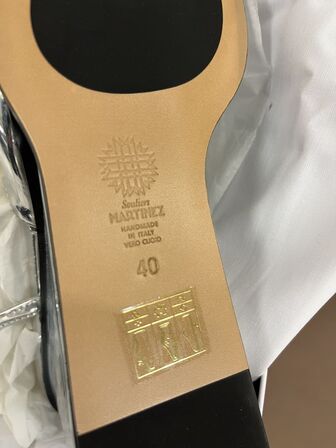 Souliers
MARTINEZ
HANDMADE
IN ITALY
VERO CUOIO
40